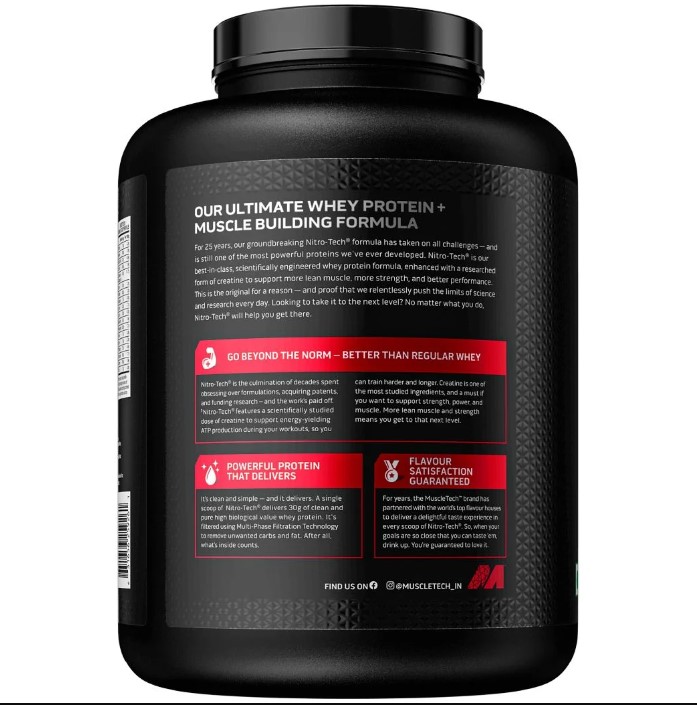 OUR ULTIMATE WHEY PROTEIN +
MUSCLE BUILDING FORMULA
For 25 years, our groundbreaking Nitro-Tech® formula has taken on all challenges — and
is still one of the most powerful proteins we've ever developed. Nitro-Tech® is our
best-in-class, scientifically engineered whey protein formula, enhanced with a researched
form of creatine to support more lean muscle, more strength, and better performance.
This is the original for a reason — and proof that we relentlessly push the limits of science
and research every day. Looking to take it to the next level? No matter what you do,
Nitro-Tech® will help you get there.
GO BEYOND THE NORM – BETTER THAN REGULAR WHEY
Nitro-Tech® is the culmination of decades spent
obsessing over formulations, acquiring patents,
and funding research – and the work's paid off.
Nitro-Tech® features a scientifically studied
dose of creatine to support energy-yielding
ATP production during your workouts, so you
can train harder and longer. Creatine is one of
the most studied ingredients, and a must if
you want to support strength, power, and
muscle. More lean muscle and strength
means you get to that next level.
POWERFUL PROTEIN
THAT DELIVERS
It's clean and simple – and it delivers. A single
scoop of Nitro-Tech® delivers 30g of clean and
pure high biological value whey protein. It's
filtered using Multi-Phase Filtration Technology
to remove unwanted carbs and fat. After all,
what's inside counts.
FLAVOUR
SATISFACTION
GUARANTEED
For years, the MuscleTech™ brand has
partnered with the world's top flavour houses
to deliver a delightful taste experience in
every scoop of Nitro-Tech®. So, when your
goals are so close that you can taste 'em,
drink up. You're guaranteed to love it.
FIND US ON @MUSCLETECH_IN